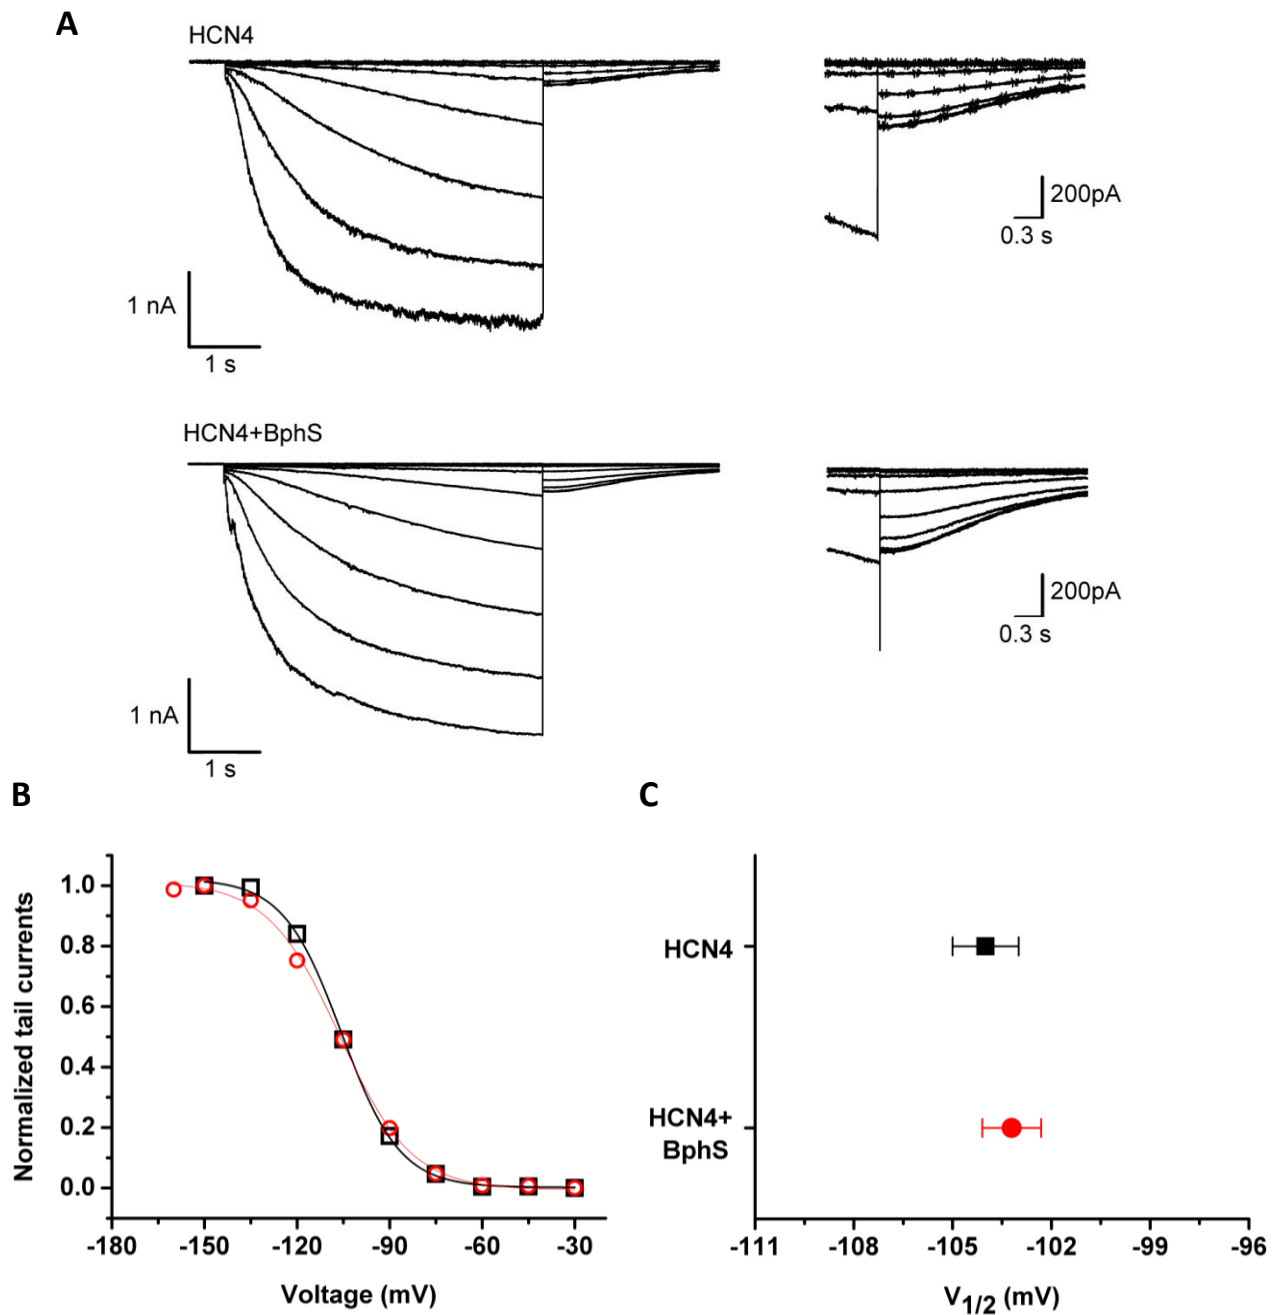 A
HCN4
200pA
0.3 s
1 nA
1 s
HCN4+BphS
200pA
0.3 s
1 nA
1 s
B
C
Normalized tail currents
1.0
0.8
0.6
0.4
0.2
0.0
-180 -150 -120 -90 -60 -30
Voltage (mV)
HCN4
HCN4+
BphS
-111 -108 -105 -102 -99 -96
V1/2 (mV)